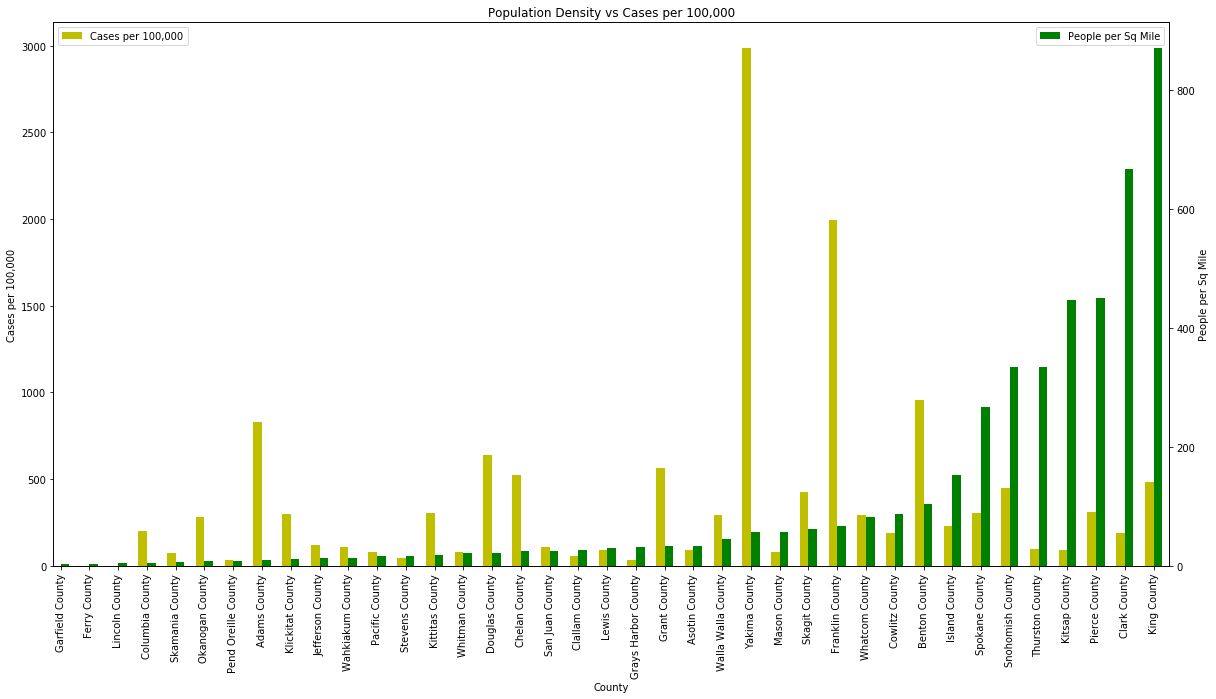 Population Density vs Cases per 100,000
Cases per 100,000
People per Sq Mile
3000
2500
2000
1500
1000
500
0
Cases per 100,000
800
600
400
200
0
People per Sq Mile
Garfield County
Ferry County
Lincoln County
Columbia County
Skamania County
Okanogan County
Pend Oreille County
Adams County
Klickitat County
Jefferson County
Wahkiakum County
Pacific County
Stevens County
Kittitas County
Whitman County
Douglas County
Chelan County
San Juan County
Clallam County
Lewis County
Grays Harbor County
Grant County
Asotin County
Walla Walla County
Yakima County
Mason County
Skagit County
Franklin County
Whatcom County
Cowlitz County
Benton County
Island County
Spokane County
Snohomish County
Thurston County
Kitsap County
Pierce County
Clark County
King County
County